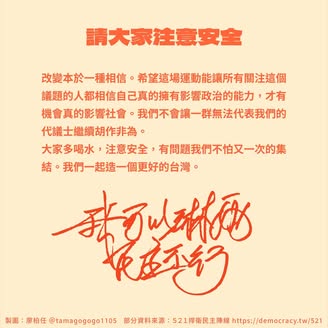 請大家注意安全
改變本於一種相信。希望這場運動能讓所有關注這個
議題的人都相信自己真的擁有影響政治的能力，才有
機會真的影響社會。我們不會讓一群無法代表我們的
代議士繼續胡作非為。
大家多喝水，注意安全，有問題我們不怕又一次的集
結。我們一起造一個更好的台灣。
我可以
製圖：廖柏任 @tamagogogo1105 部分資料來源：521捍衛民主陣線 https://democracy.tw/521